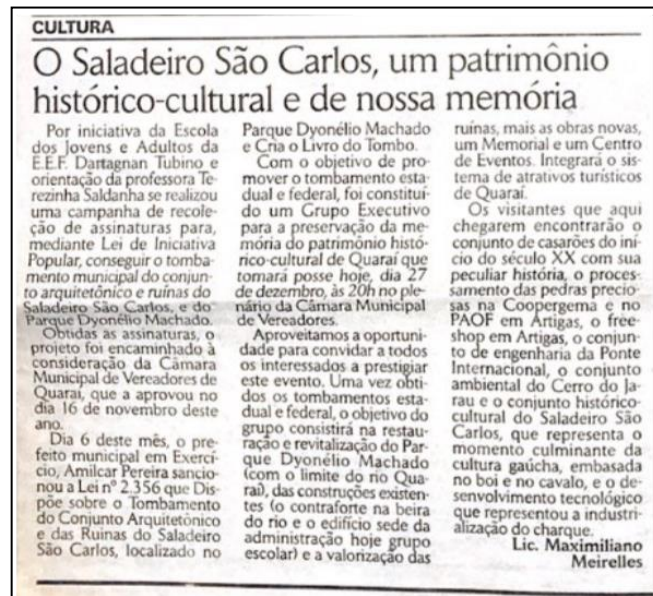 CULTURA
O Saladeiro São Carlos, um patrimônio
histórico-cultural e de nossa memória
Por iniciativa da Escola
dos Jovens e Adultos da
E.E.F. Dartagnan Tubino e
orientação da professora Te-
rezinha Saldanha se realizou
uma campanha de recole-
ção de assinaturas para,
mediante Lei de Iniciativa
Popular, conseguir o tomba-
mento municipal do conjun-
to arquitetônico e ruínas do
Saladeiro São Carlos, e do
Parque Dyonélio Machado.
Obtidas as assinaturas, o
projeto foi encaminhado à
consideração da Câmara
Municipal de Vereadores de
Quaraí, que a aprovou no
dia 16 de novembro deste
ano.
Dia 6 deste mês, o pre-
feito municipal em Exercí-
cio, Amilcar Pereira sancio-
nou a Lei nº 2.356 que Dis-
põe sobre o Tombamento
do Conjunto Arquitetônico
e das Ruinas do Saladeiro
São Carlos, localizado no
Parque Dyonélio Machado
e Cria o Livro do Tombo.
Com o objetivo de pro-
mover o tombamento esta-
dual e federal, foi constituí-
do um Grupo Executivo
para a preservação da me-
mória do patrimônio histó-
rico-cultural de Quaraí que
tomará posse hoje, dia 27
de dezembro, às 20h no ple-
nário da Câmara Municipal
de Vereadores.
Aproveitamos a oportuni-
dade para convidar a todos
os interessados a prestigiar
este evento. Uma vez obti-
dos os tombamentos esta-
dual e federal, o objetivo do
grupo consistirá na restau-
ração e revitalização do Par-
que Dyonélio Machado
(com o limite do rio Qua-
raí), das construções existen-
tes (o contraforte na beira
do rio e o edifício sede da
administração hoje grupo
escolar) e a valorização das
ruínas, mais as obras novas,
um Memorial e um Centro
de Eventos. Integrará o sis-
tema de atrativos turísticos
de Quaraí.
Os visitantes que aqui
chegarem encontrarão o
conjunto de casarões do iní-
cio do século XX com sua
peculiar história, o proces-
samento das pedras precio-
sas na Coopergema e no
PAOF em Artigas, o free-
shop em Artigas, o conjun-
to de engenharia da Ponte
Internacional, o conjunto
ambiental do Cerro do Ja-
rau e o conjunto histórico-
cultural do Saladeiro São
Carlos, que representa o
momento culminante da
cultura gaúcha, embasada
no boi e no cavalo, e o de-
senvolvimento tecnológico
que representou a industri-
alização do charque.
Lic. Maximiliano
Meirelles